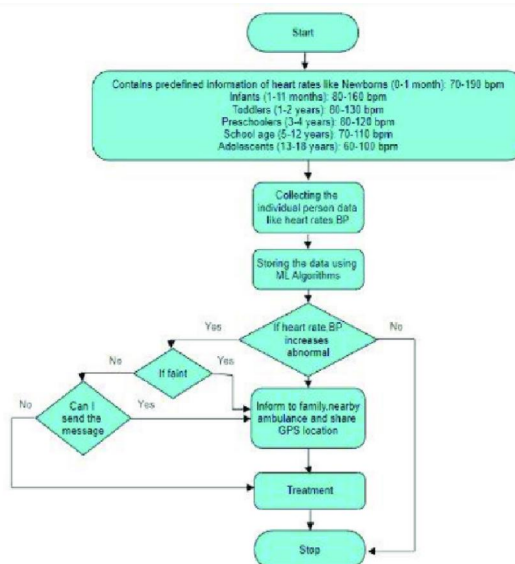 Start
Contains predefined information of heart rates like Newborns (0-1 month): 70-190 bpm
Infants (1-11 months): 80-160 bpm
Toddlers (1-2 years): 80-130 bpm
Preschoolers (3-4 years): 80-120 bpm
School age (5-12 years): 70-110 bpm
Adolescents (13-18 years): 60-100 bpm
Collecting the
individual person data
like heart rates.BP
Storing the data using
ML Algorithms
If heart rate.BP
increases
abnormal
Yes
No
If faint
No
Yes
Can I
send the
message
No
Yes
Inform to family,nearby
ambulance and share
GPS location
Treatment
Stop